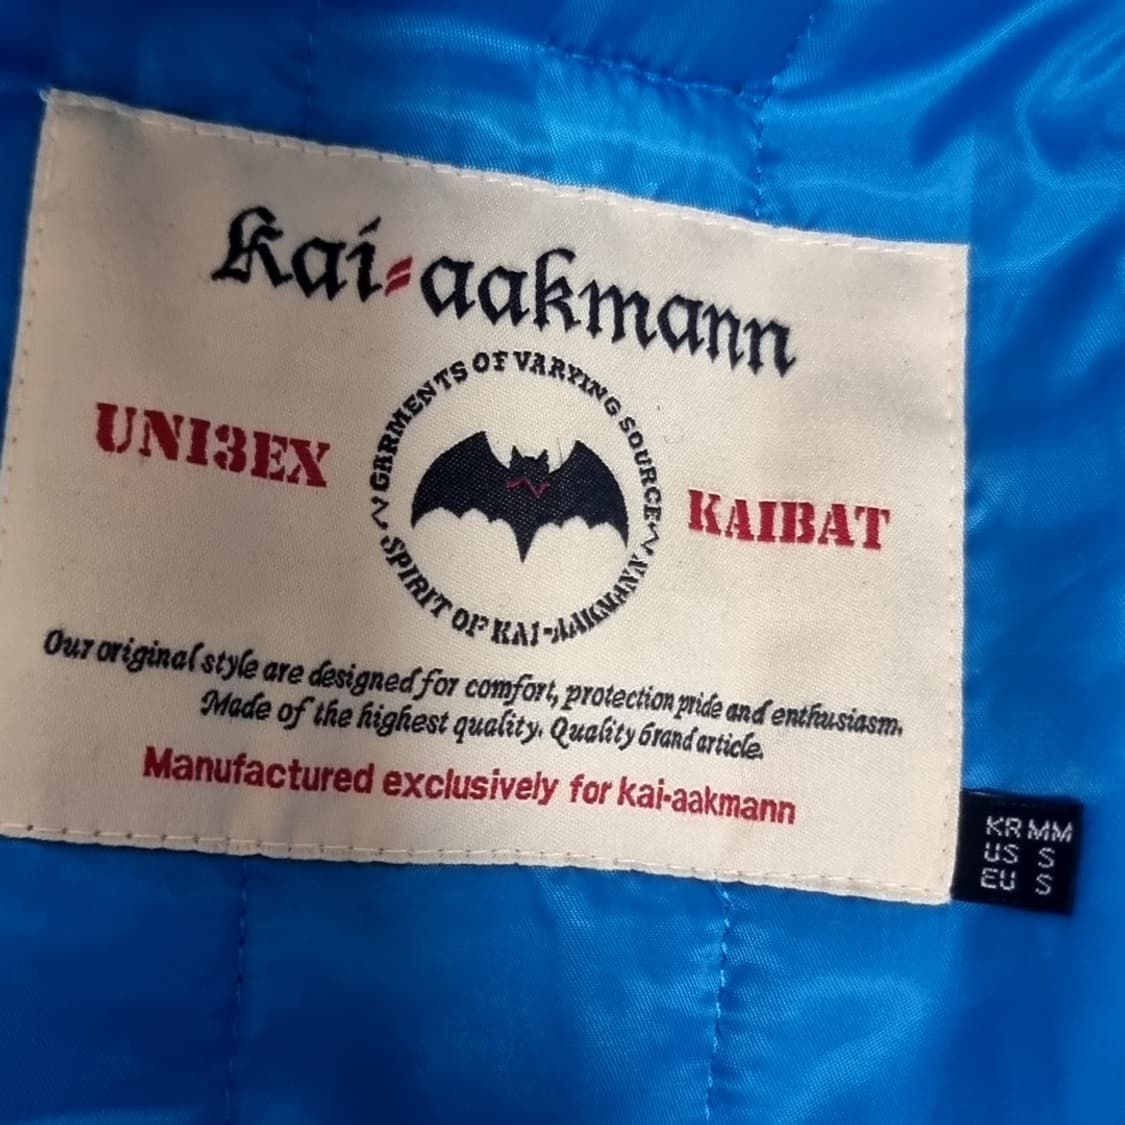 kai=aakmann
GARMENTS OF VARYING SOURCE
UNI3EX
KAIBAT
SPIRIT OF KAI-AAKMANN
Our original style are designed for comfort, protection pride and enthusiasm.
Made of the highest quality. Quality brand article.
Manufactured exclusively for kai-aakmann
KR MM
US S
EU S